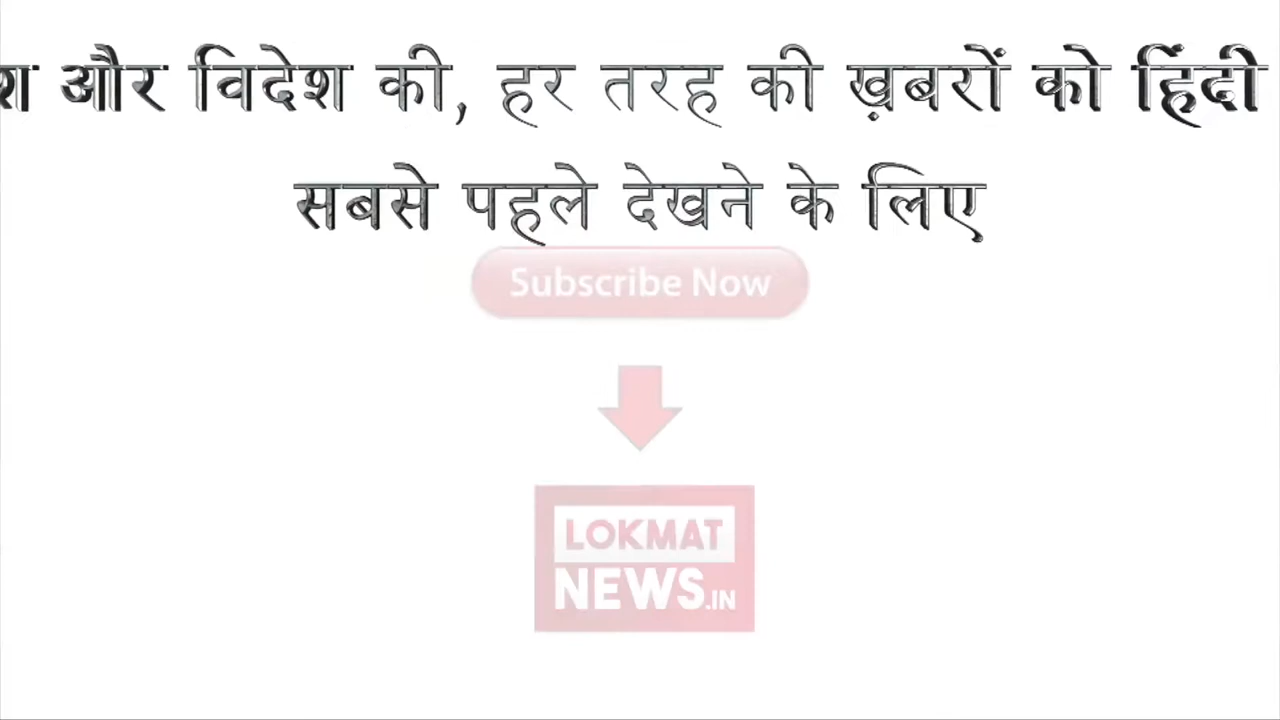 और विदेश की, हर तरह की ख़बरों को हिंदी
सबसे पहले देखने के लिए
Subscribe Now
LOKMAT
NEWS.IN